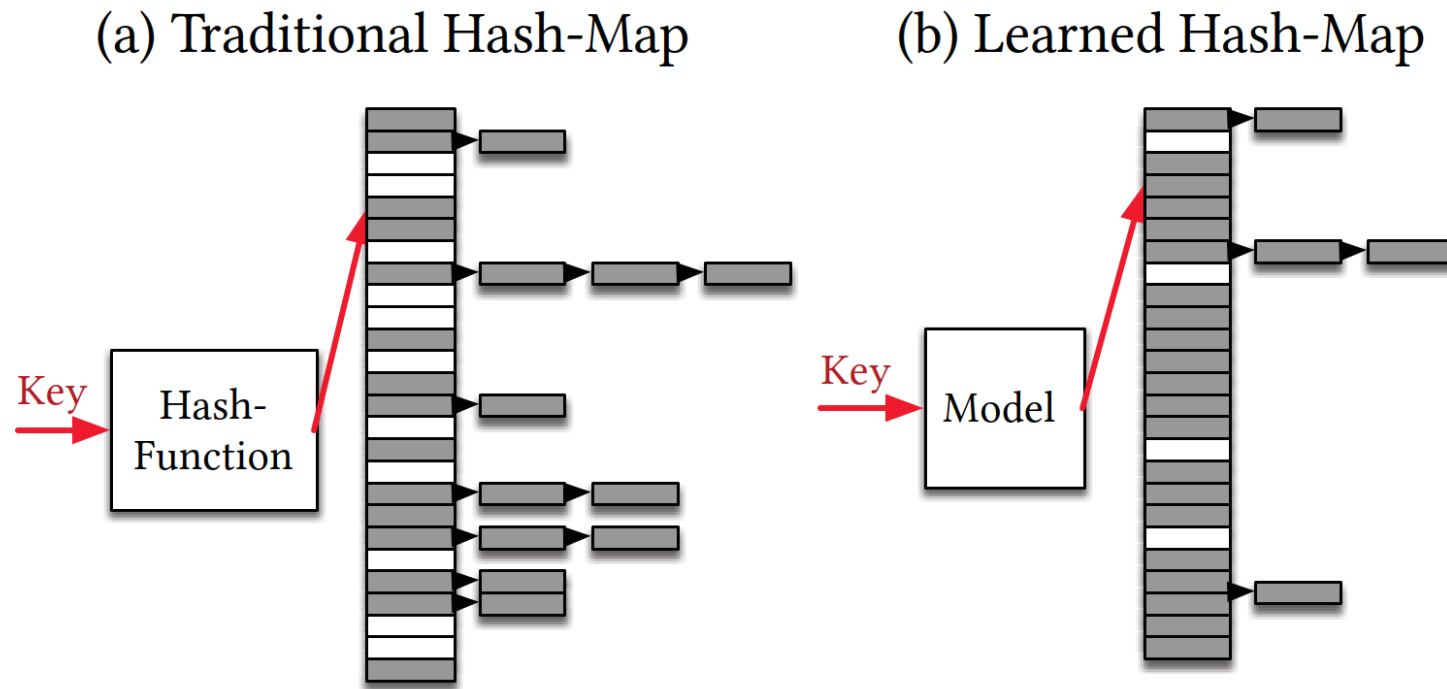 (a) Traditional Hash-Map
Key
Hash-
Function
(b) Learned Hash-Map
Key
Model